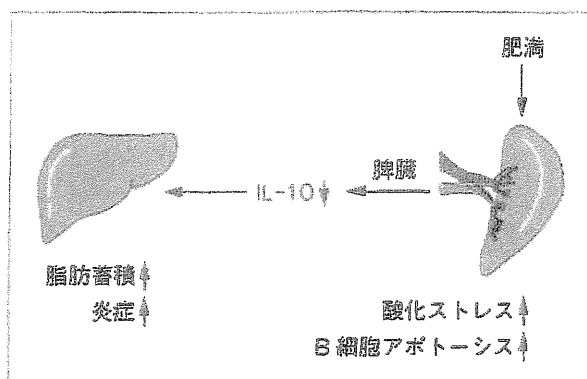 肥満
脾臓
IL-10↓
脂肪蓄積↑
炎症↑
酸化ストレス↑
B細胞アポトーシス↑